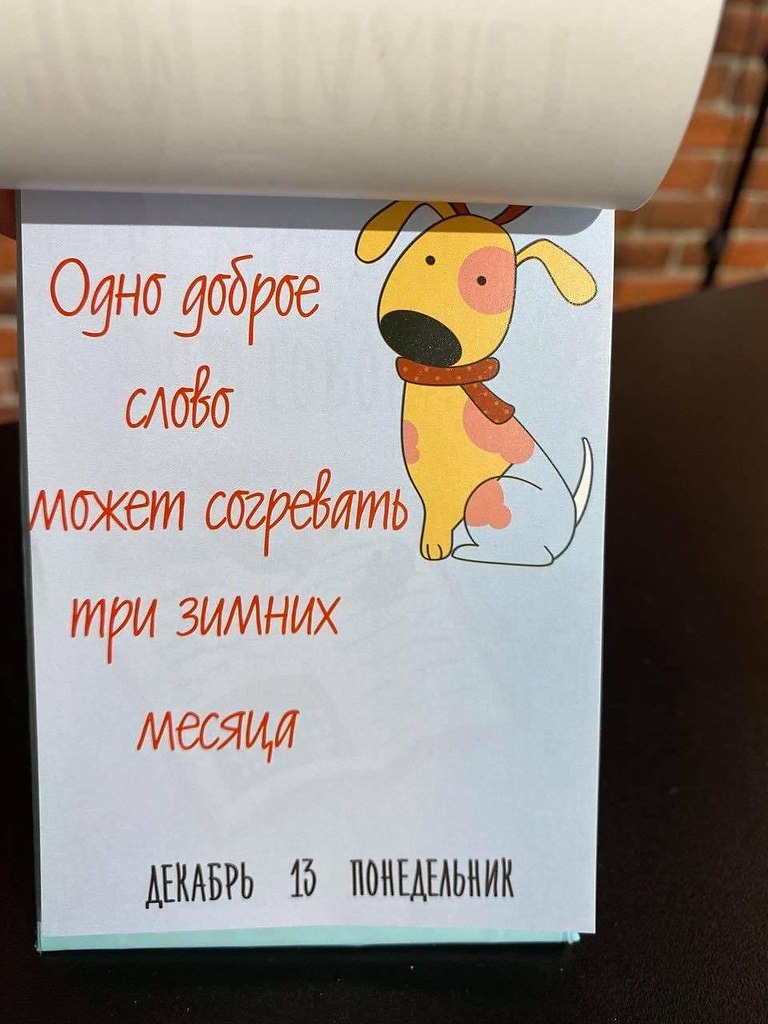 Одно доброе
слово
может согревать
три зимних
месяца
ДЕКАБРЬ 13 ПОНЕДЕЛЬНИК